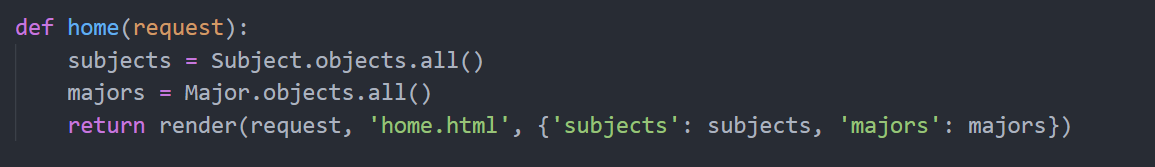 def home(request):
    subjects = Subject.objects.all()
    majors = Major.objects.all()
    return render(request, 'home.html', {'subjects': subjects, 'majors': majors})